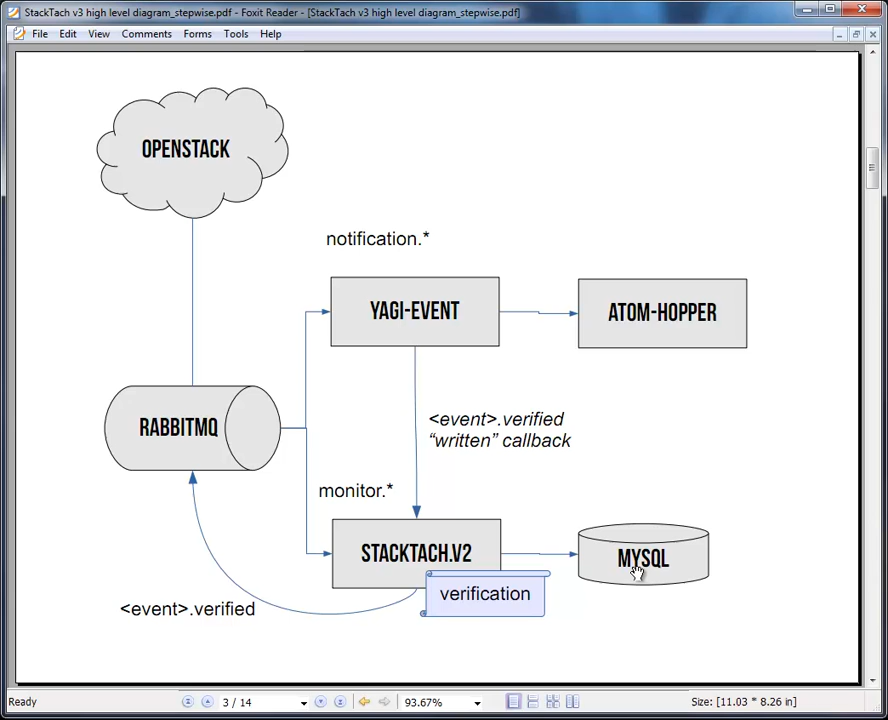 StackTach v3 high level diagram_stepwise.pdf - Foxit Reader - [StackTach v3 high level diagram_stepwise.pdf]
File Edit View Comments Forms Tools Help
OPENSTACK
notification.*
YAGI-EVENT
ATOM-HOPPER
RABBITMQ
<event>.verified
“written” callback
monitor.*
STACKTACH.V2
MYSQL
verification
<event>.verified
Ready 3 / 14 93.67% Size: [11.03 * 8.26 in]